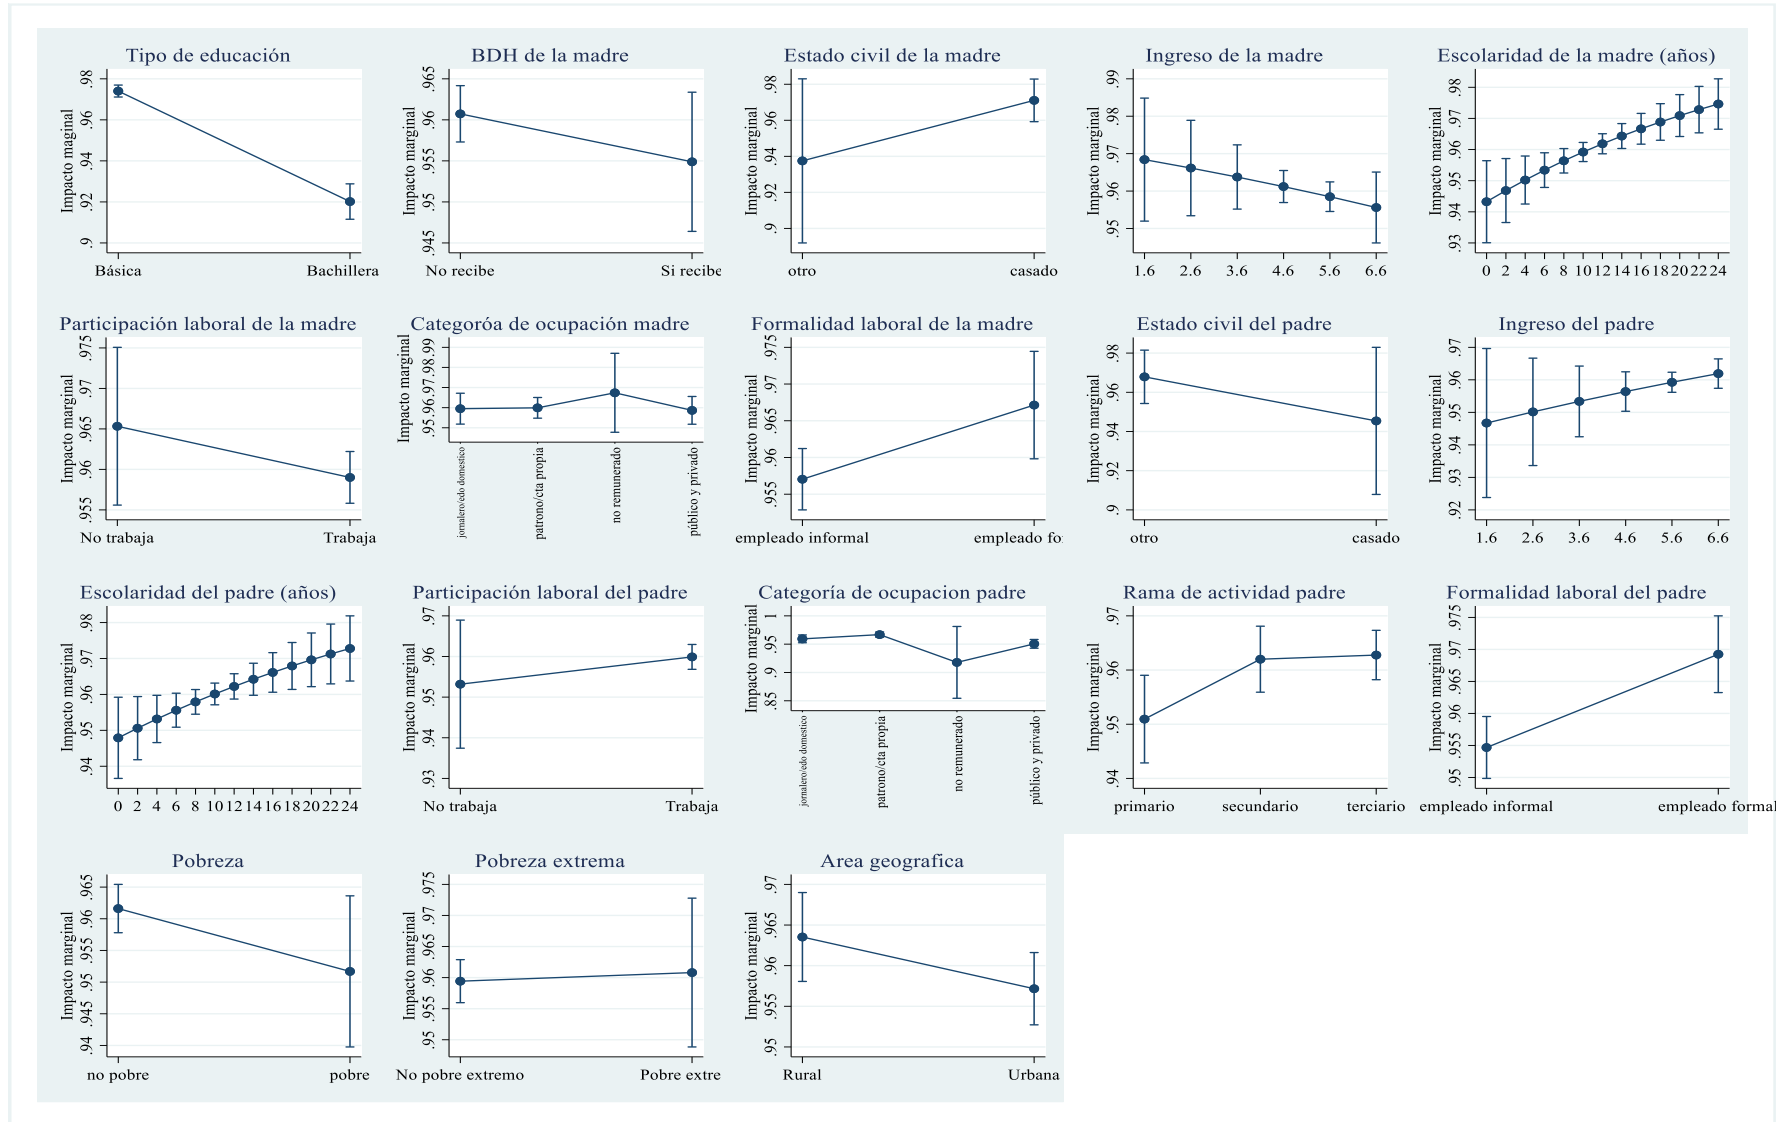 Tipo de educación
Impacto marginal
.98
.96
.94
.92
.9
Básica Bachillera
BDH de la madre
Impacto marginal
.965
.96
.955
.95
.945
No recibe Si recibe
Estado civil de la madre
Impacto marginal
.98
.96
.94
.92
.9
otro casado
Ingreso de la madre
Impacto marginal
.99
.98
.97
.96
.95
1.6 2.6 3.6 4.6 5.6 6.6
Escolaridad de la madre (años)
Impacto marginal
.98
.97
.96
.95
.94
.93
0 2 4 6 8 10 12 14 16 18 20 22 24
Participación laboral de la madre
Impacto marginal
.975
.97
.965
.96
.955
No trabaja Trabaja
Categoróa de ocupación madre
Impacto marginal
.99
.98
.97
.96
.95
jornalero/edo domestico
patrono/cta propia
no remunerado
público y privado
Formalidad laboral de la madre
Impacto marginal
.975
.97
.965
.96
.955
empleado informal empleado fo
Estado civil del padre
Impacto marginal
.98
.96
.94
.92
.9
otro casado
Ingreso del padre
Impacto marginal
.97
.96
.95
.94
.93
.92
1.6 2.6 3.6 4.6 5.6 6.6
Escolaridad del padre (años)
Impacto marginal
.98
.97
.96
.95
.94
0 2 4 6 8 10 12 14 16 18 20 22 24
Participación laboral del padre
Impacto marginal
.97
.96
.95
.94
.93
No trabaja Trabaja
Categoría de ocupacion padre
Impacto marginal
1
.95
.9
.85
jornalero/edo domestico
patrono/cta propia
no remunerado
público y privado
Rama de actividad padre
Impacto marginal
.97
.96
.95
.94
primario secundario terciario
Formalidad laboral del padre
Impacto marginal
.975
.97
.965
.96
.955
.95
empleado informal empleado formal
Pobreza
Impacto marginal
.965
.96
.955
.95
.945
.94
no pobre pobre
Pobreza extrema
Impacto marginal
.975
.97
.965
.96
.955
.95
No pobre extremo Pobre extre
Area geografica
Impacto marginal
.97
.965
.96
.955
.95
Rural Urbana